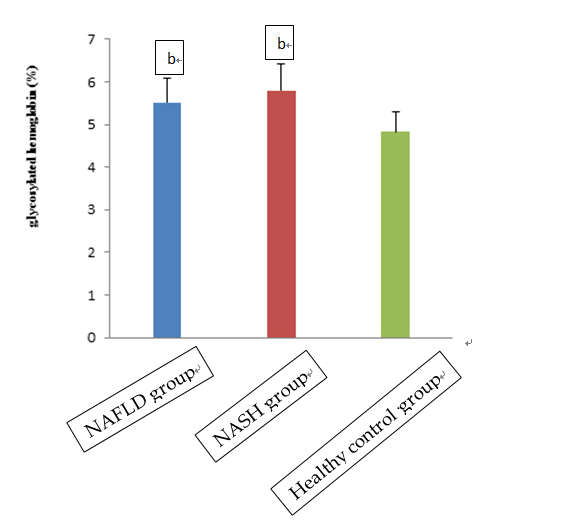 glycosylated hemoglobin (%)
7
6
5
4
3
2
1
0
b
b
NAFLD group
NASH group
Healthy control group